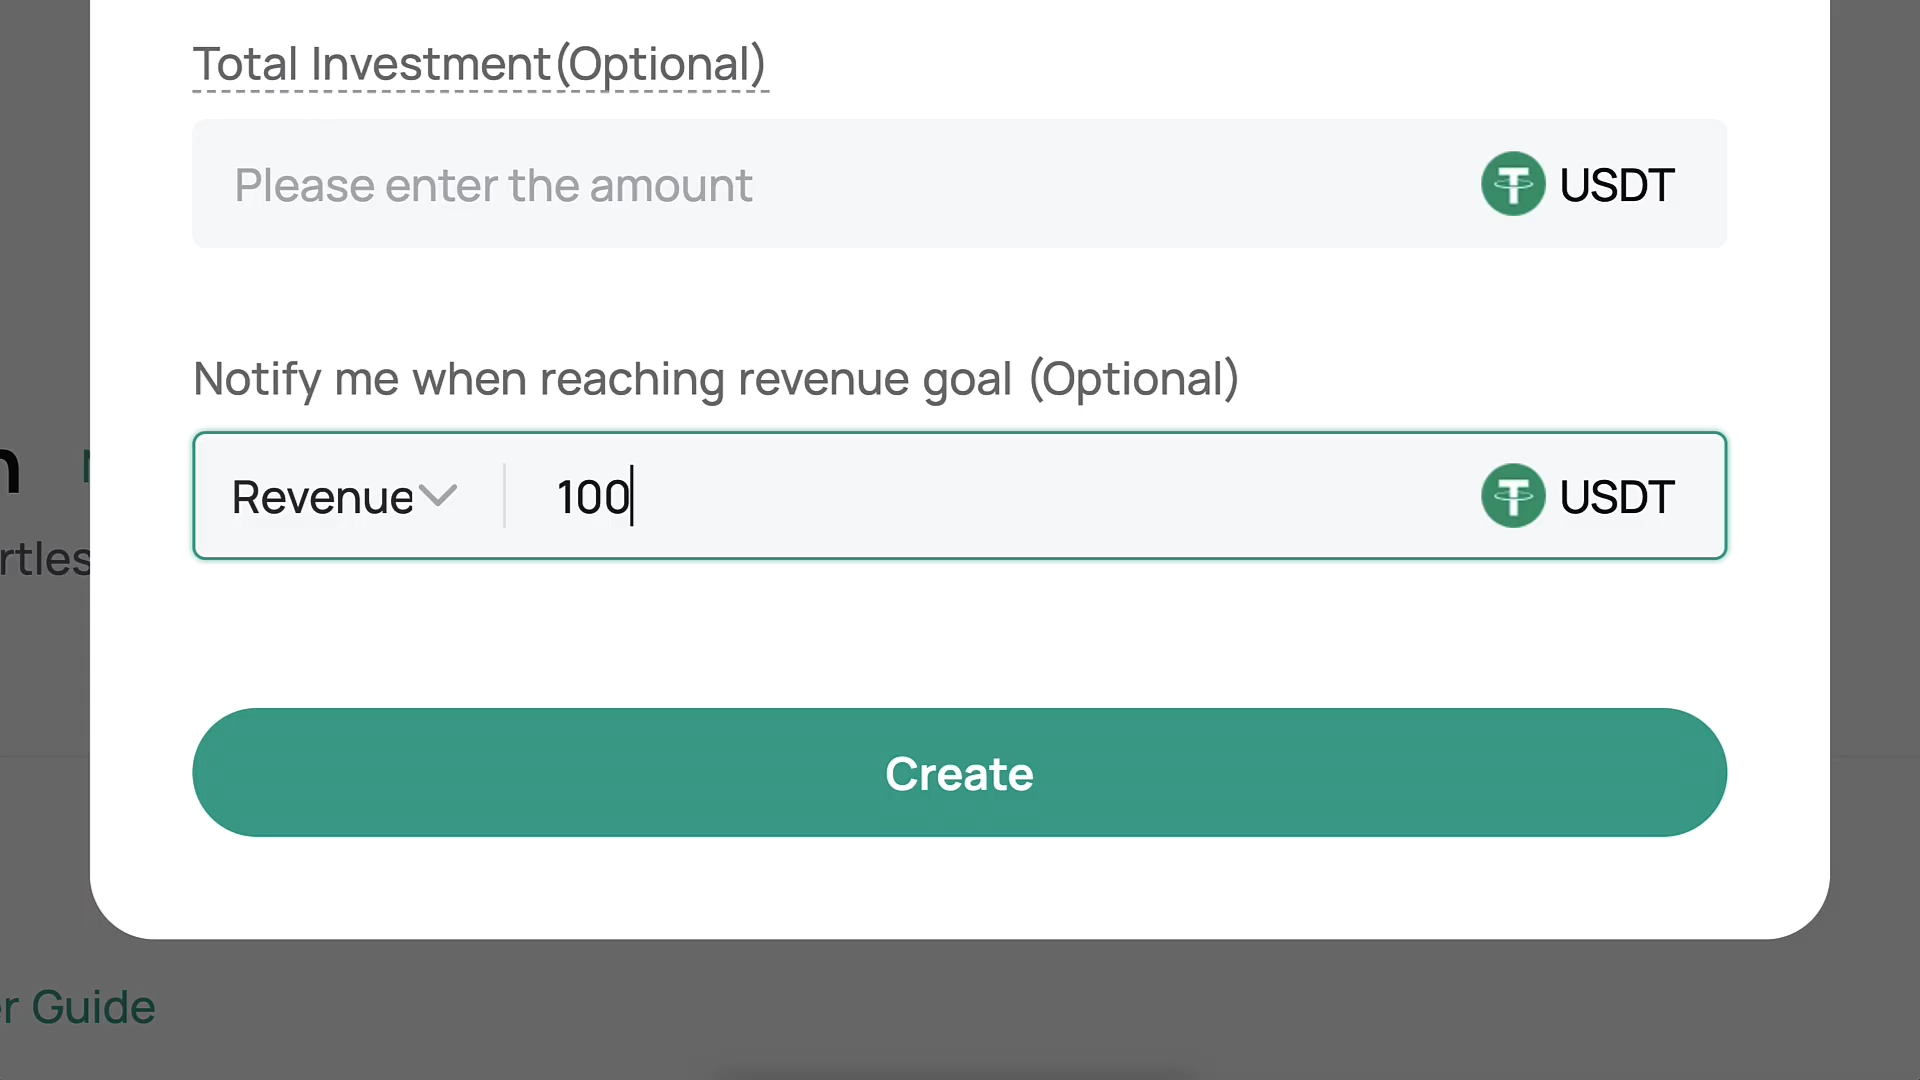 Total Investment(Optional)
Please enter the amount
USDT
Notify me when reaching revenue goal (Optional)
Revenue
100
USDT
Create
Guide